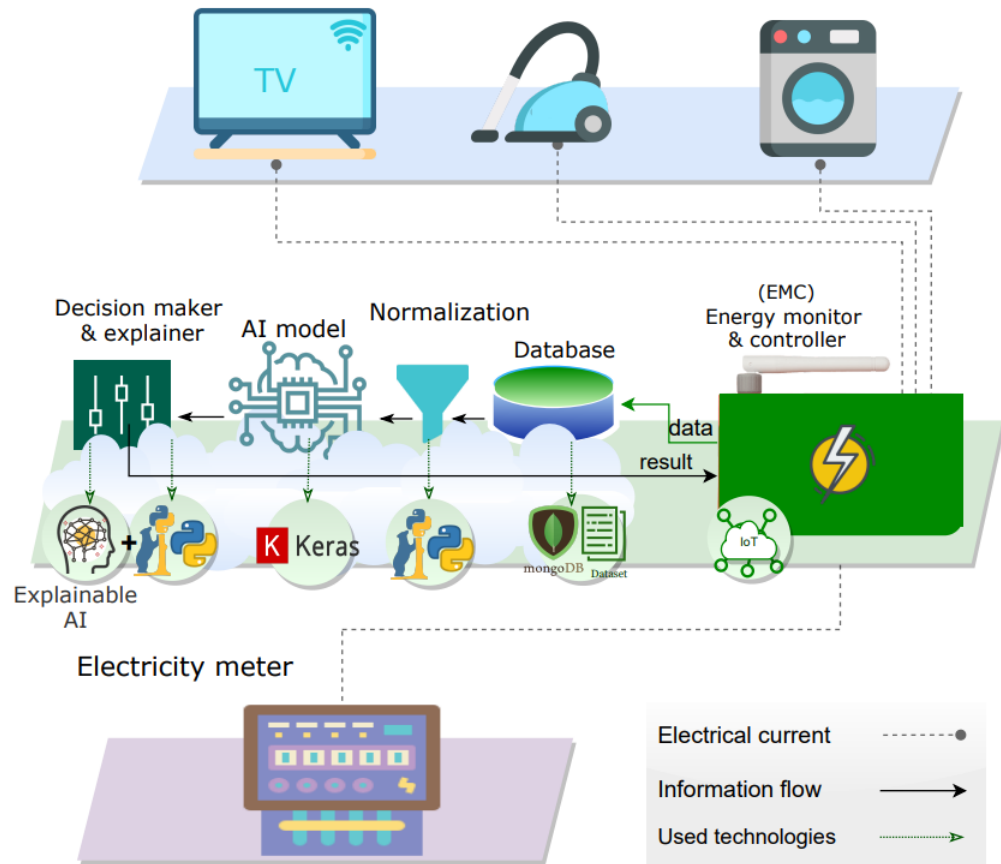 TV
(EMC)
Energy monitor
& controller
Decision maker
& explainer
AI model
Normalization
Database
data
result
IoT
K Keras
mongoDB
Dataset
+
Explainable
AI
Electricity meter
Electrical current
Information flow
Used technologies